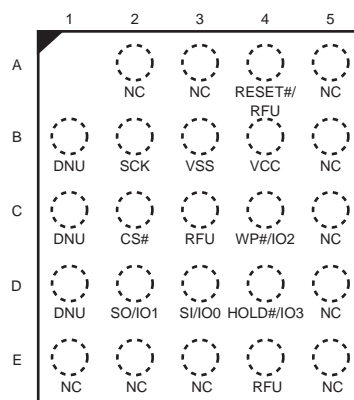 1 2 3 4 5
A
NC NC RESET#/
RFU NC
B
DNU SCK VSS VCC NC
C
DNU CS# RFU WP#/IO2 NC
D
DNU SO/IO1 SI/IO0 HOLD#/IO3 NC
E
NC NC NC RFU NC